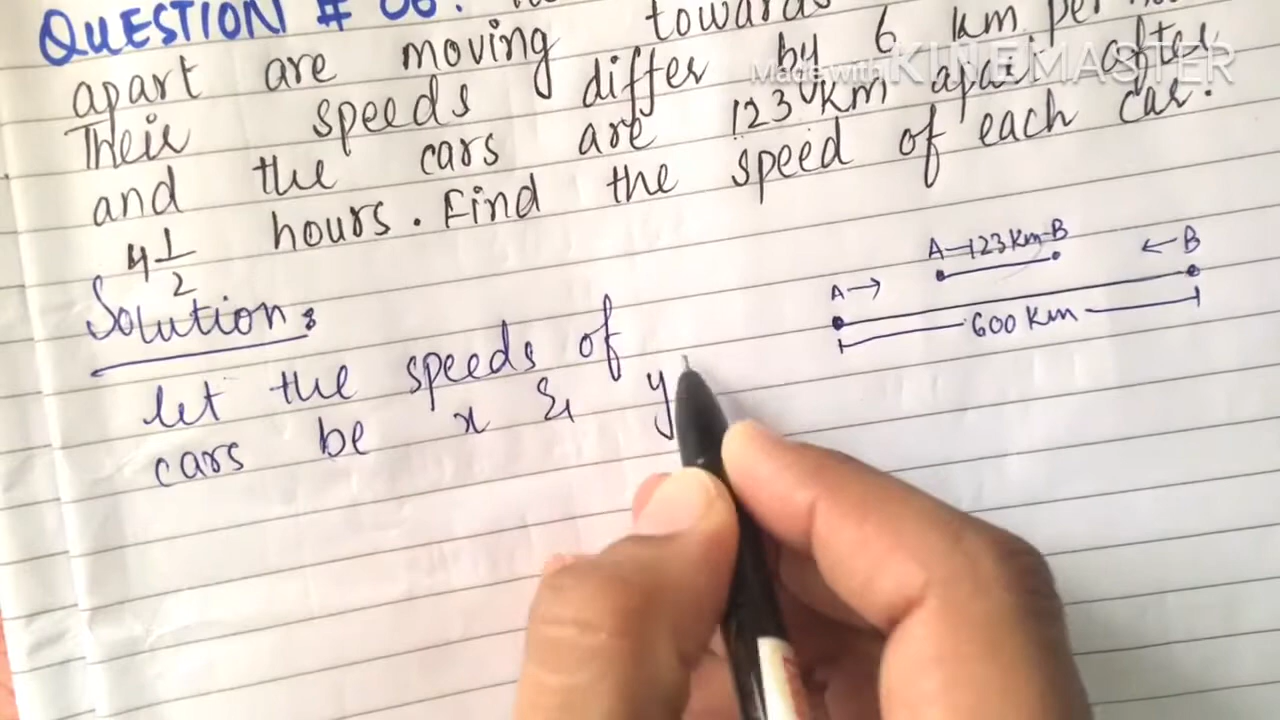 QUESTION # 06:
apart are moving towards
Their speeds differ by 6 km per
and the cars are 123 km apart after
4 1/2 hours. Find the speed of each car.
Made with KINEMASTER
Solution:
A → A—123 Km—B ← B
600 Km
let the speeds of
cars be x & y